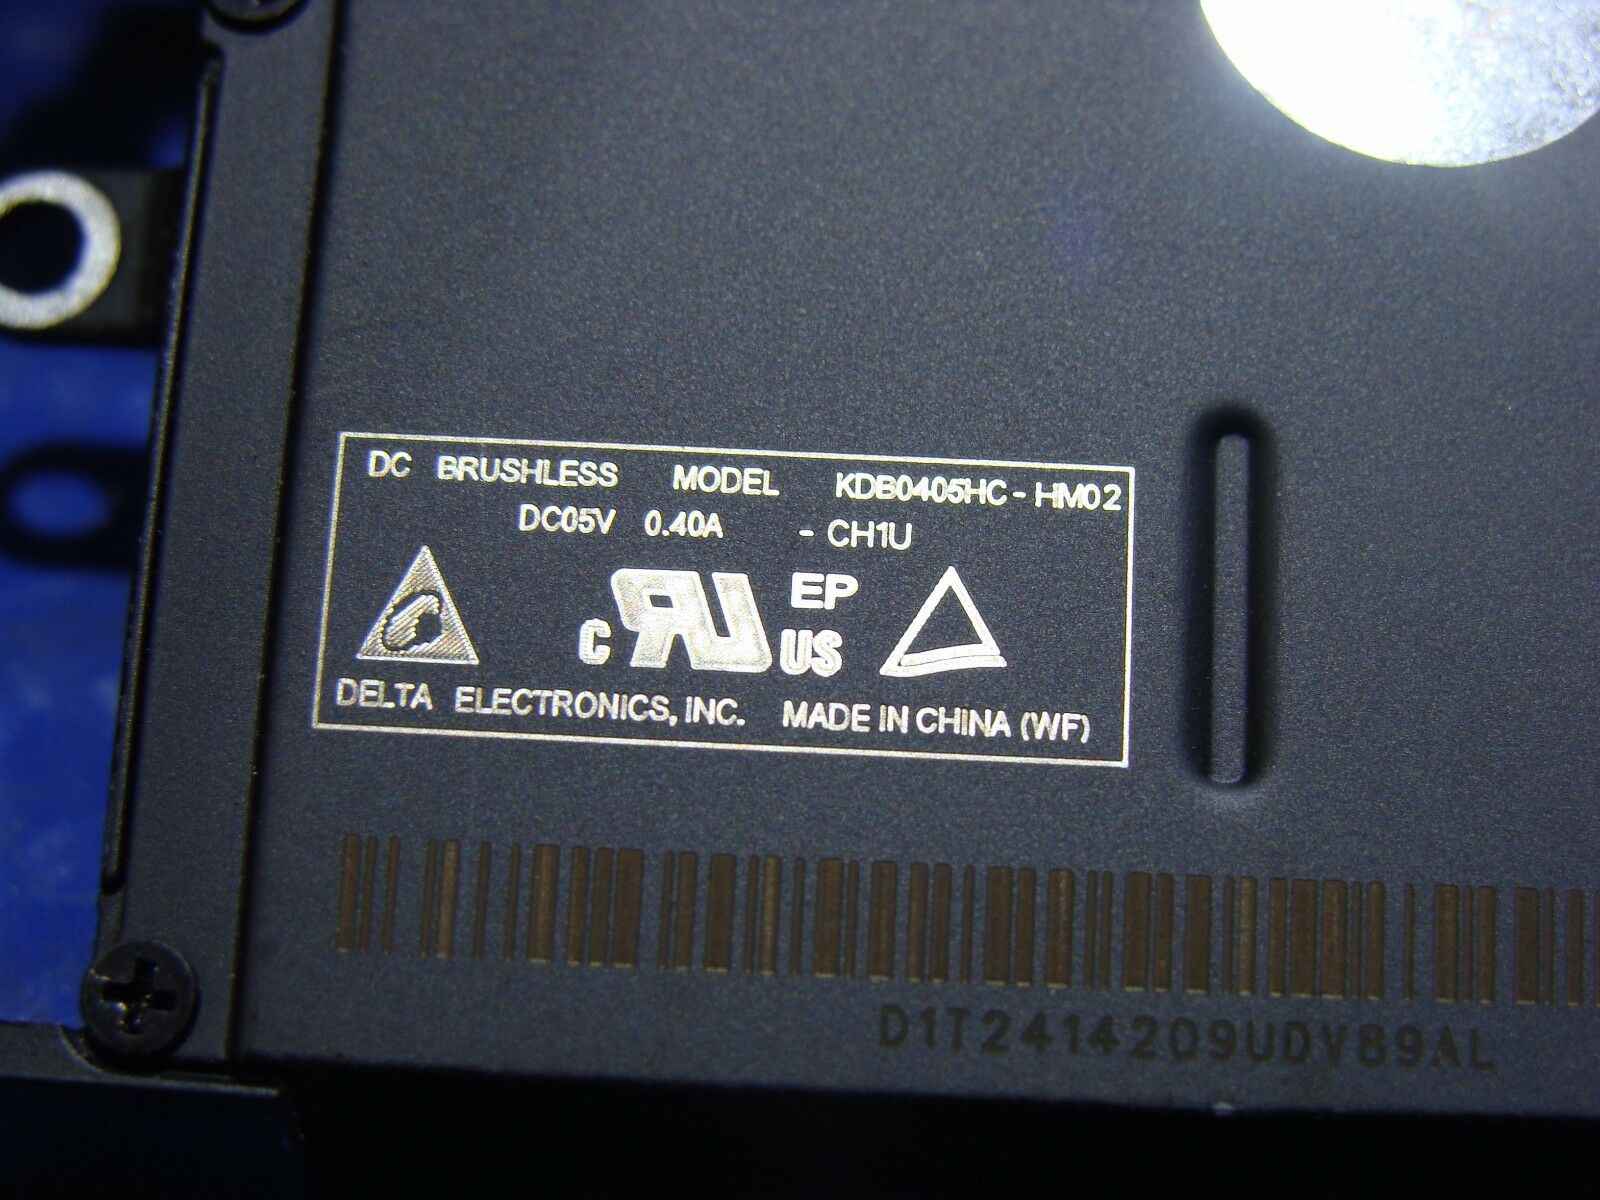 DC BRUSHLESS MODEL KDB0405HC-HM02
DC05V 0.40A -CH1U
C RU US EP
DELTA ELECTRONICS, INC. MADE IN CHINA (WF)
D1T2414209UDV89AL